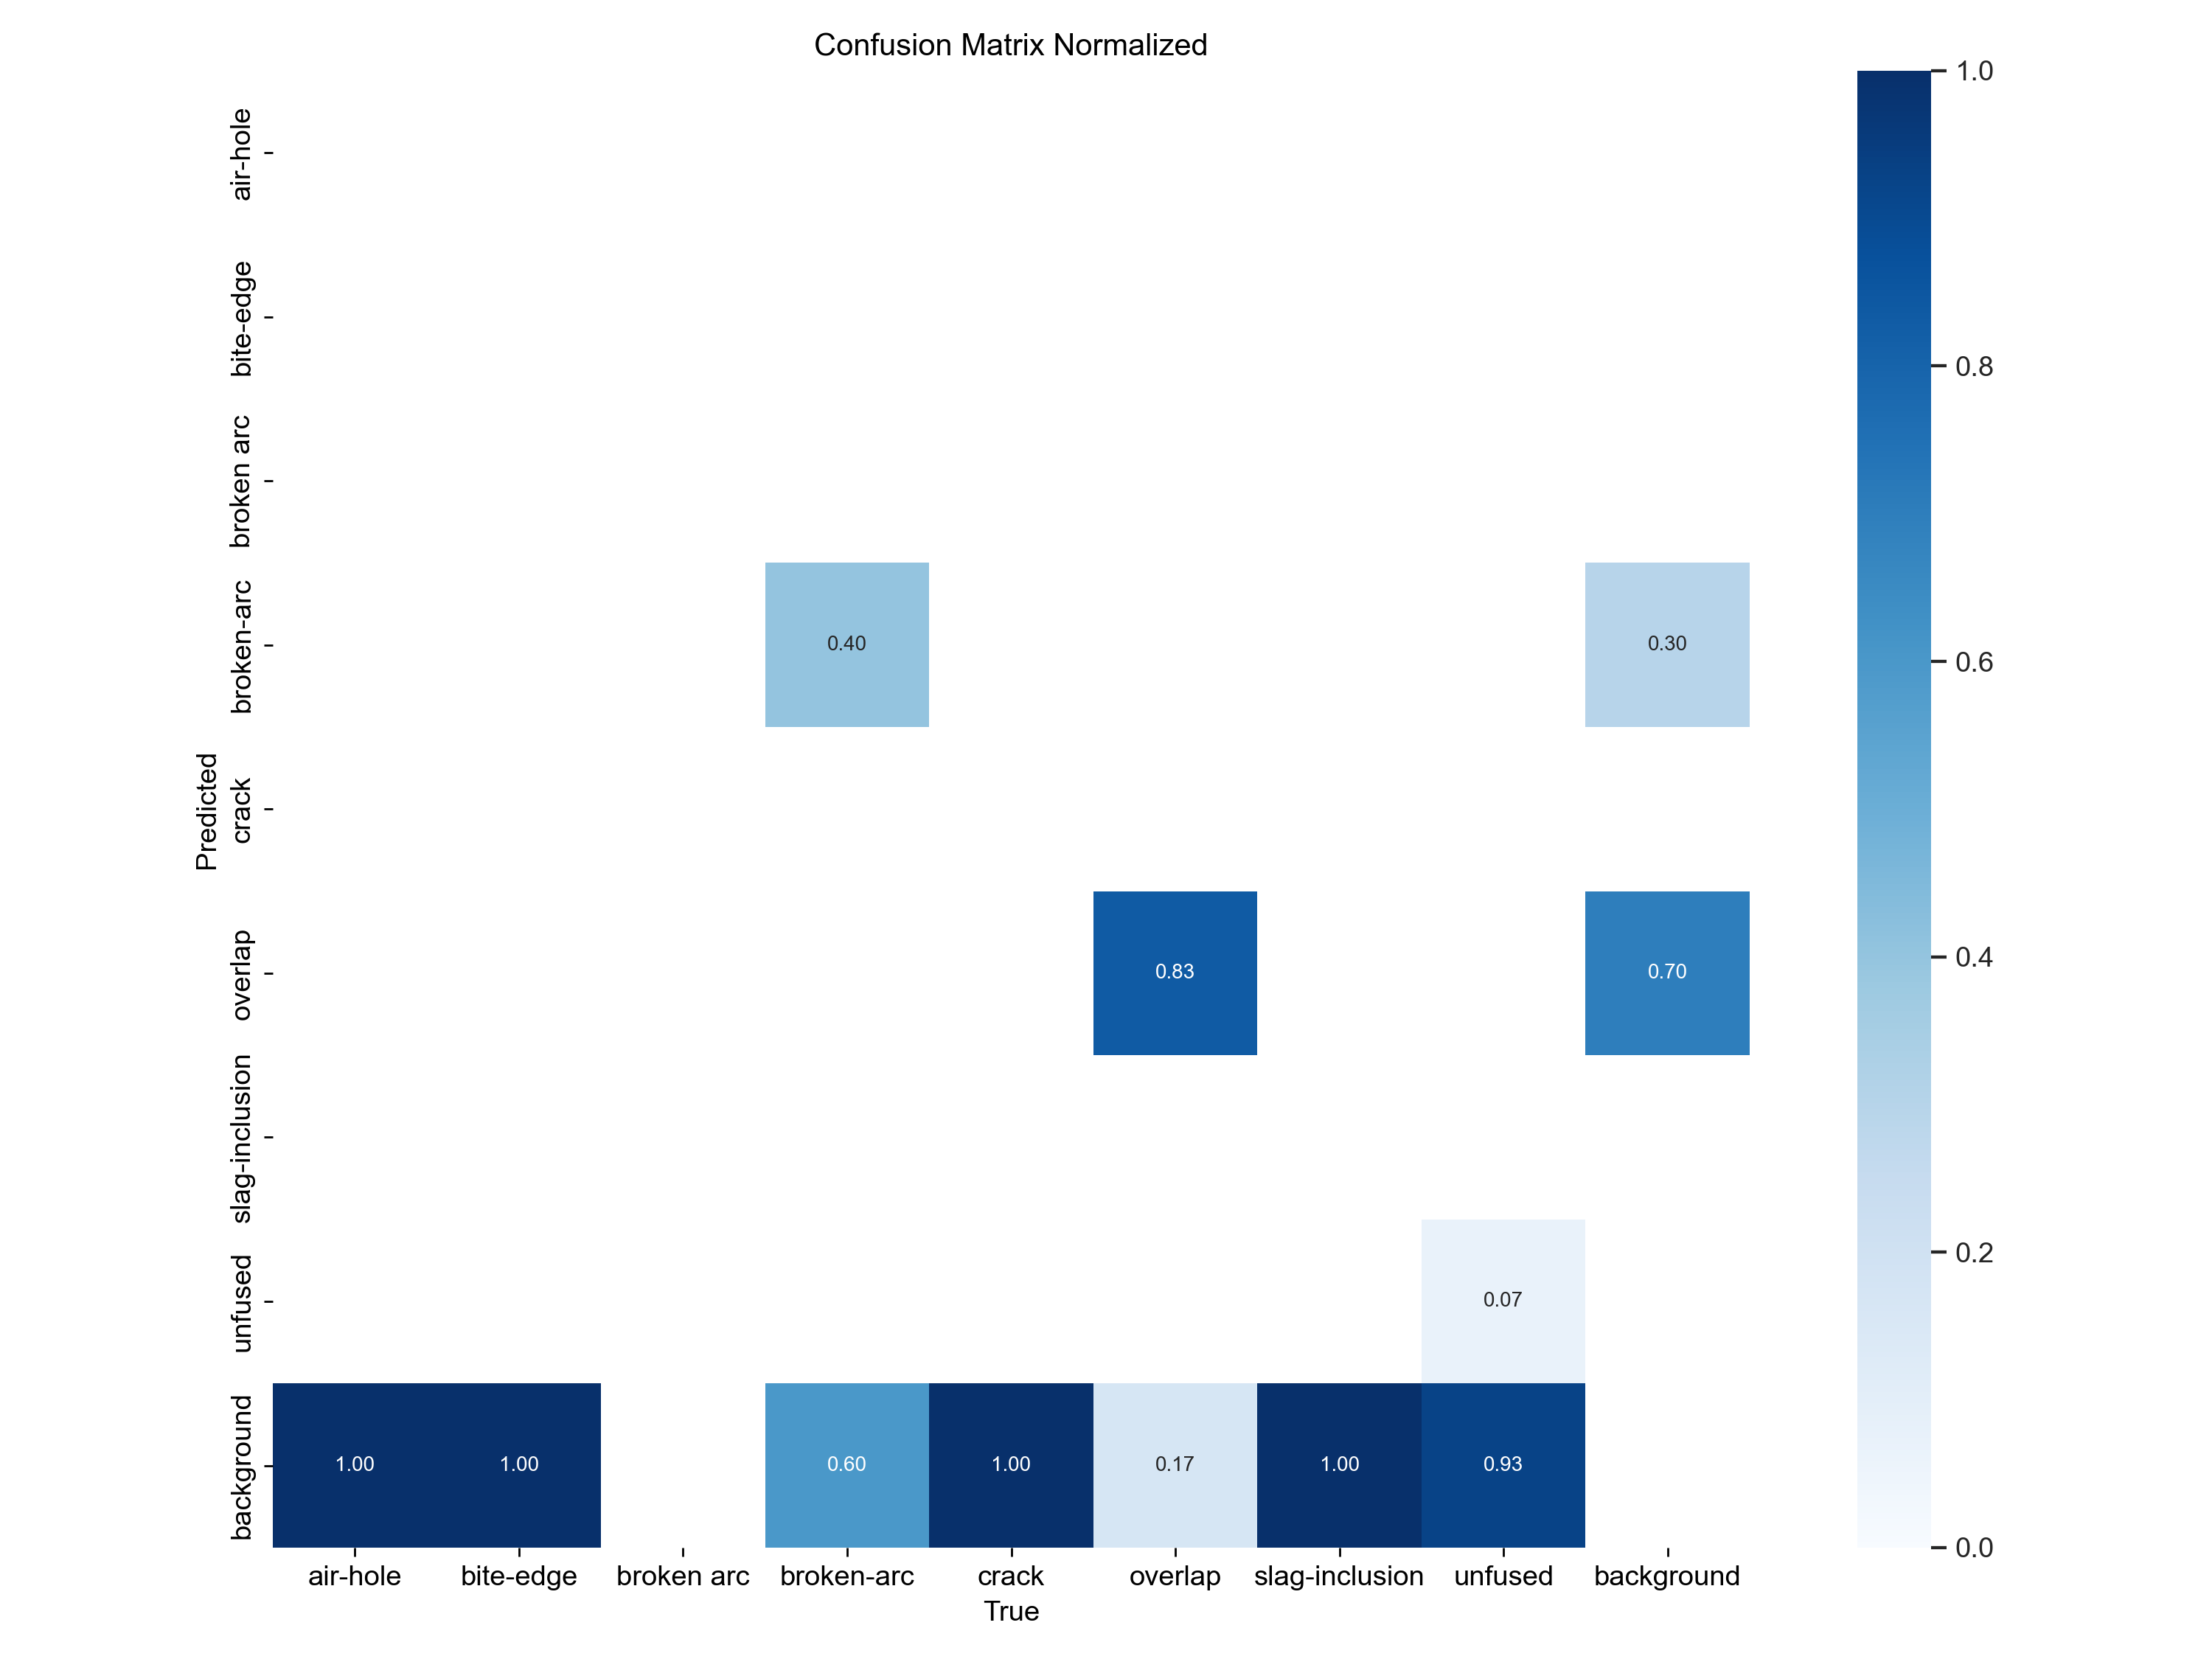 Confusion Matrix Normalized
Predicted
air-hole
bite-edge
broken arc
broken-arc
crack
overlap
slag-inclusion
unfused
background
0.40 0.30
0.83 0.70
0.07
1.00 1.00 0.60 1.00 0.17 1.00 0.93
air-hole bite-edge broken arc broken-arc crack overlap slag-inclusion unfused background
True
1.0
0.8
0.6
0.4
0.2
0.0